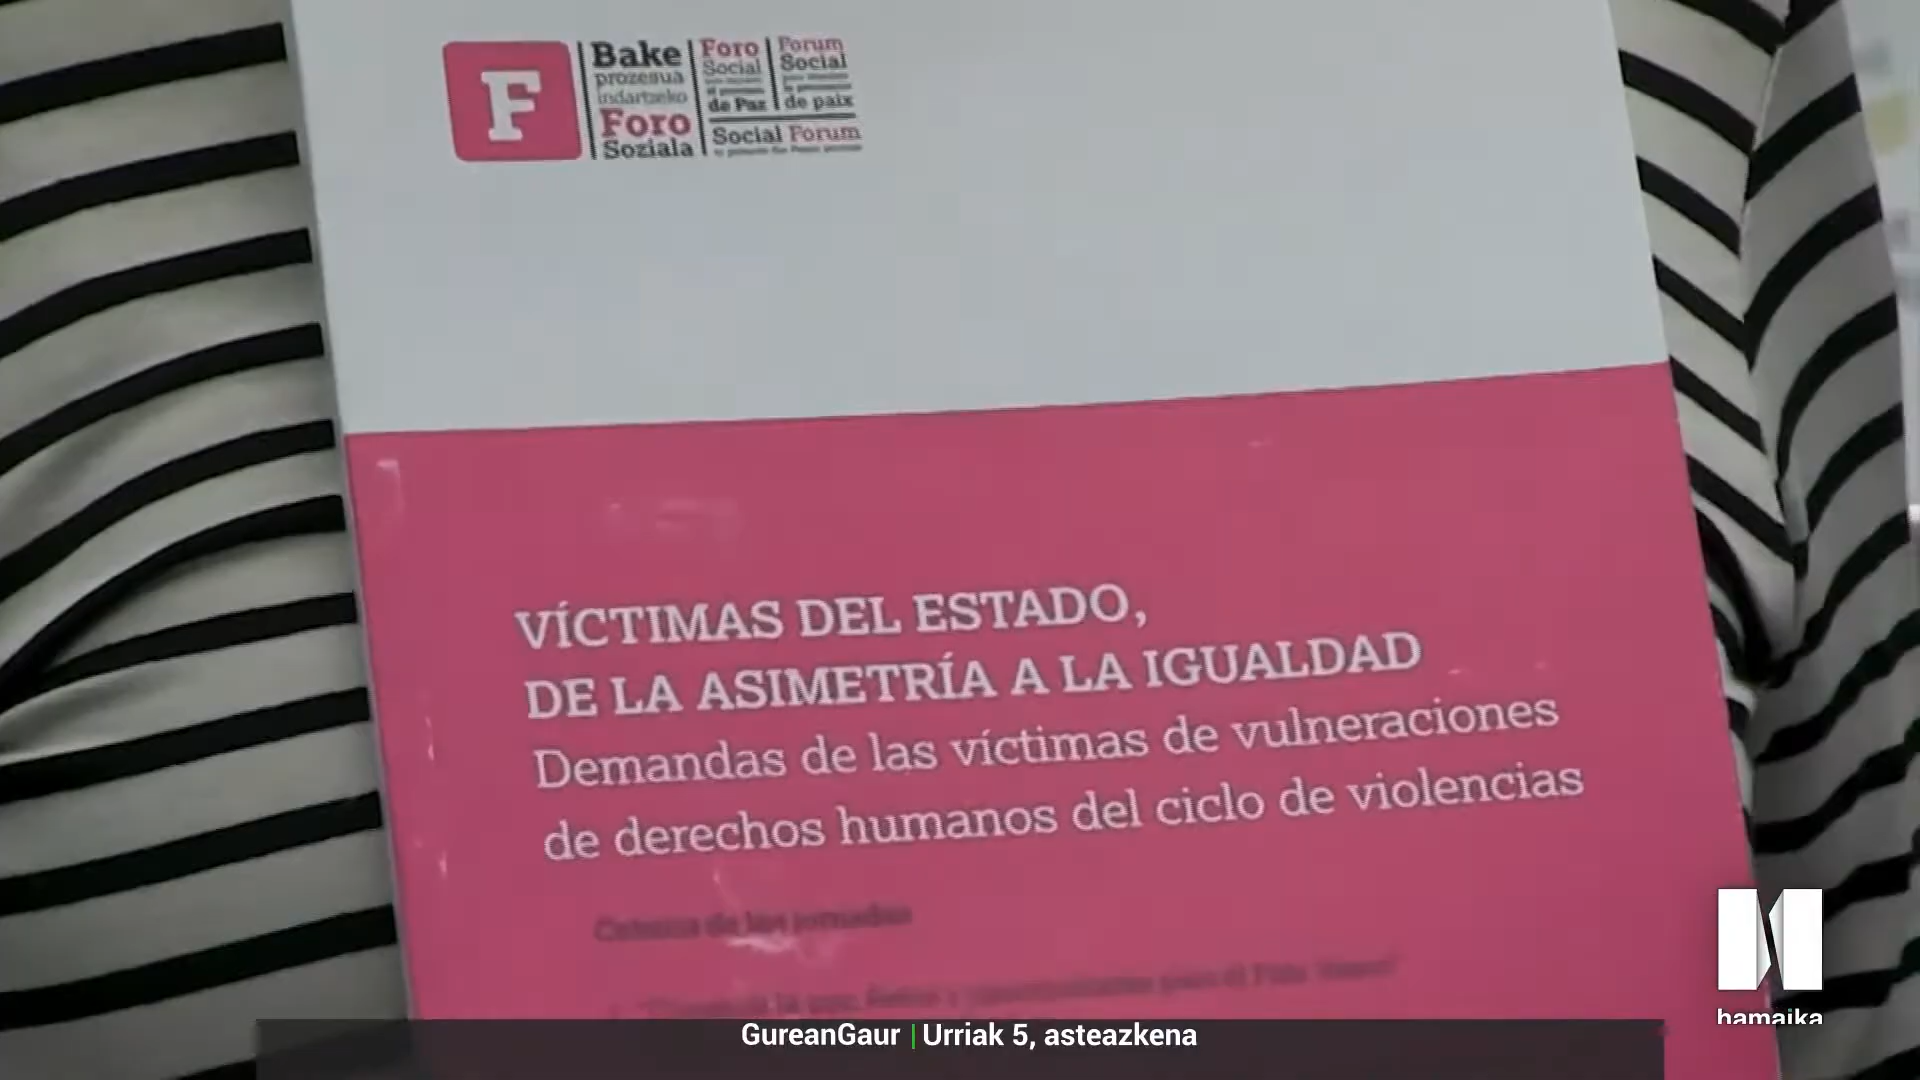 F
Bake
prozesua
indartzeko
Foro
Soziala
Foro
Social
de Paz
Forum
Social
de paix
Social Forum
VÍCTIMAS DEL ESTADO,
DE LA ASIMETRÍA A LA IGUALDAD
Demandas de las víctimas de vulneraciones
de derechos humanos del ciclo de violencias
hamaika
GureanGaur | Urriak 5, asteazkena